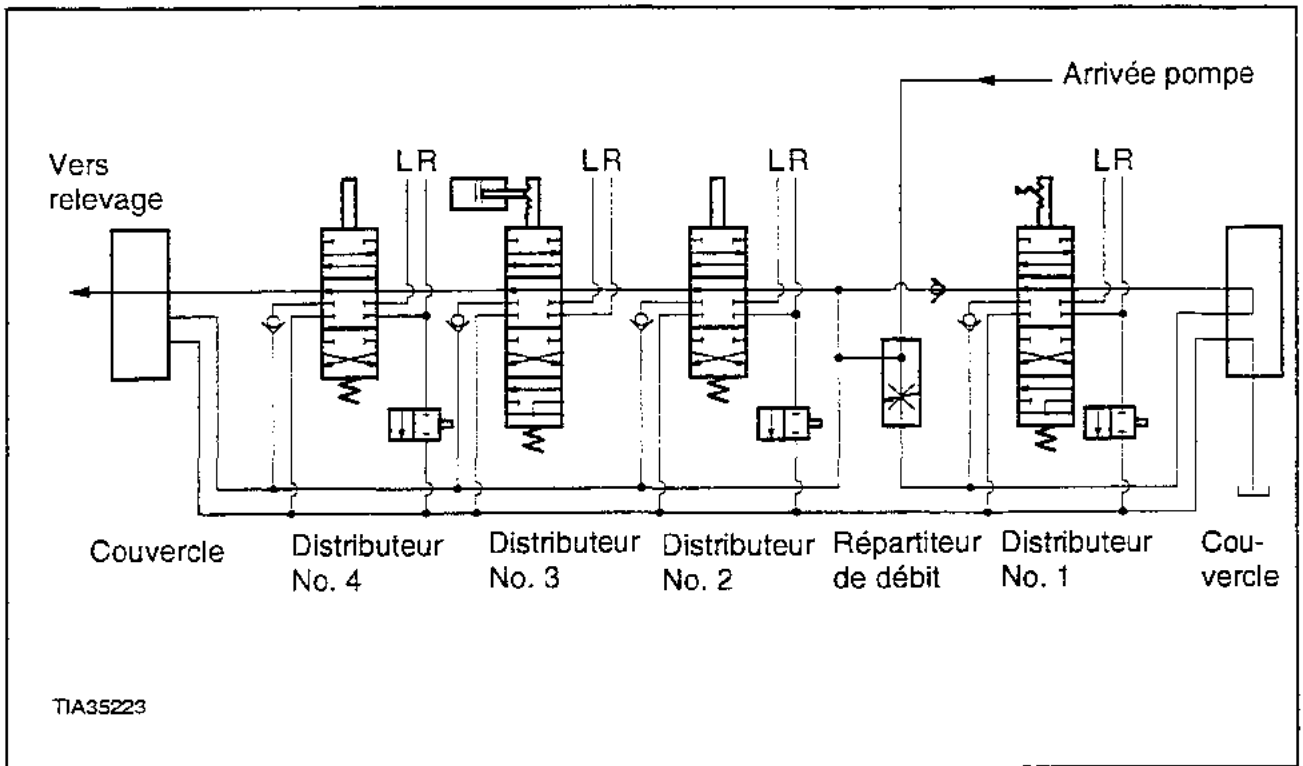 Arrivée pompe
Vers
relevage
LR
LR
LR
LR
Couvercle
Distributeur
No. 4
Distributeur
No. 3
Distributeur
No. 2
Répartiteur
de débit
Distributeur
No. 1
Cou-
vercle
TIA35223